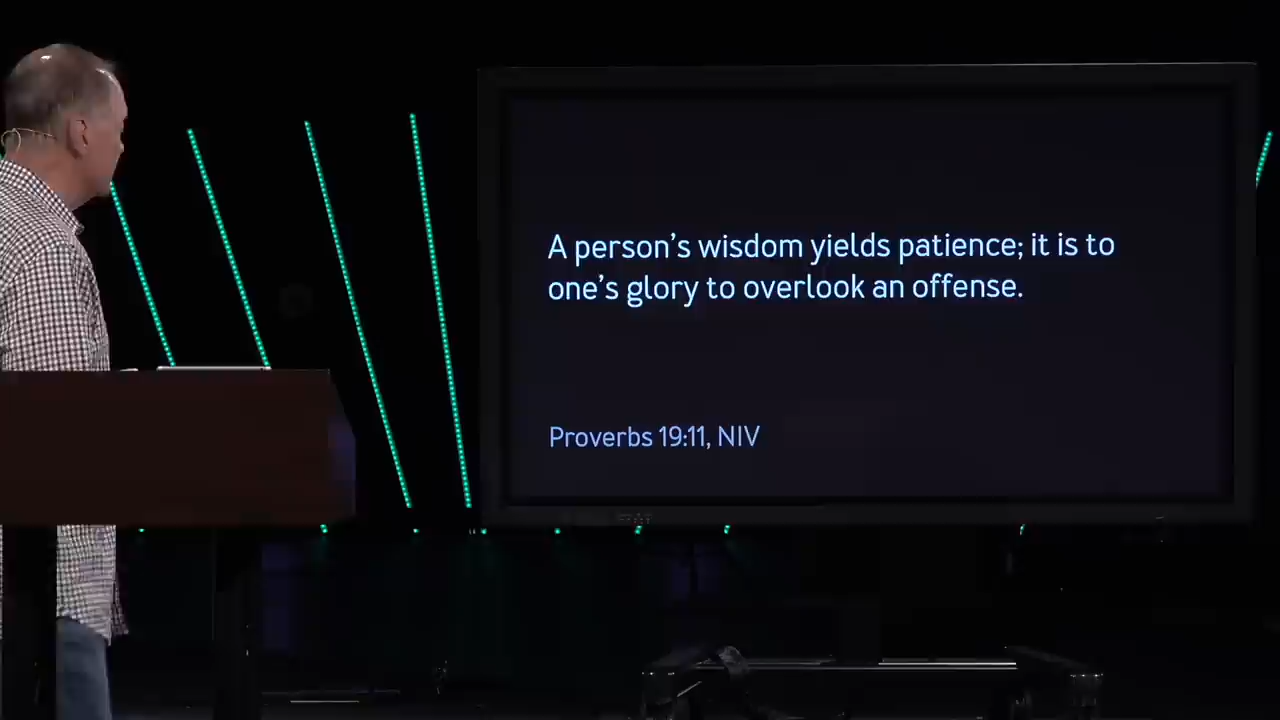 A person’s wisdom yields patience; it is to
one’s glory to overlook an offense.
Proverbs 19:11, NIV